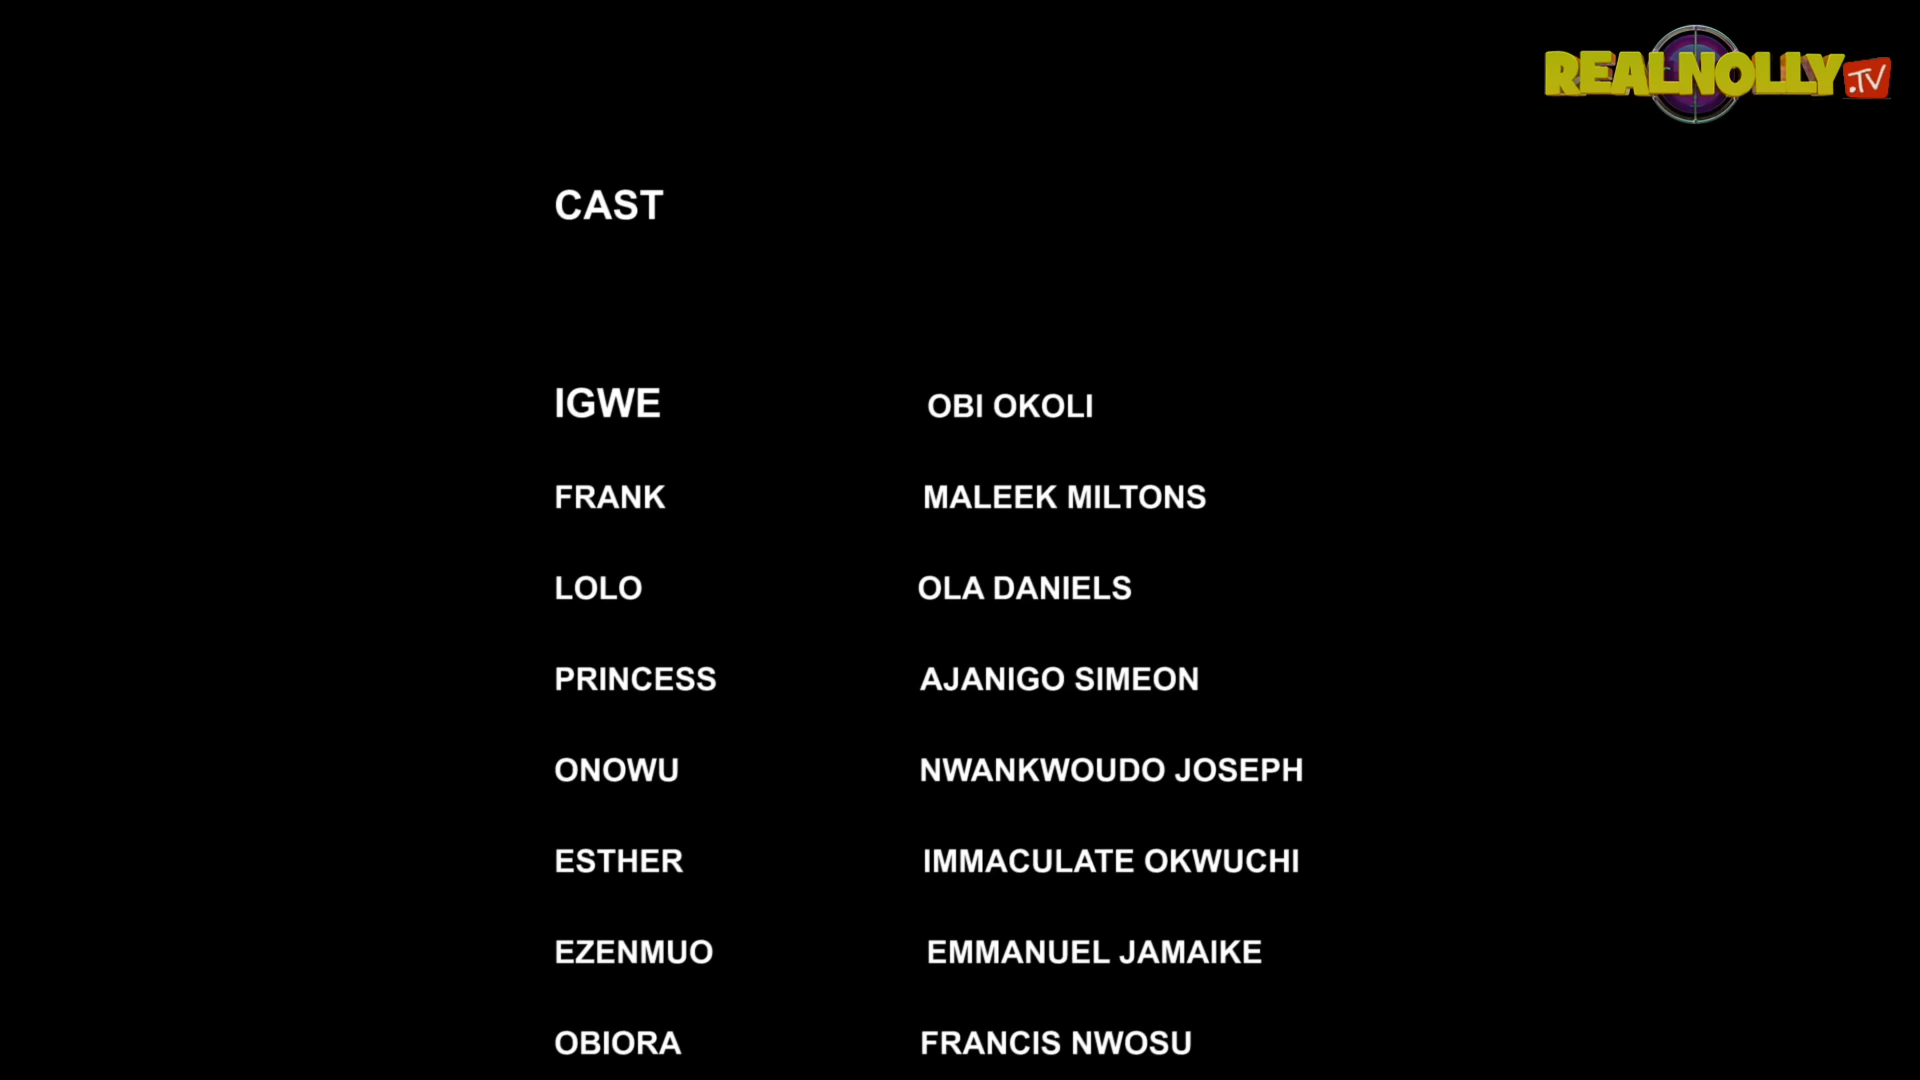 REALNOLLY.TV
CAST
IGWE OBI OKOLI
FRANK MALEEK MILTONS
LOLO OLA DANIELS
PRINCESS AJANIGO SIMEON
ONOWU NWANKWOUDO JOSEPH
ESTHER IMMACULATE OKWUCHI
EZENMUO EMMANUEL JAMAIKE
OBIORA FRANCIS NWOSU